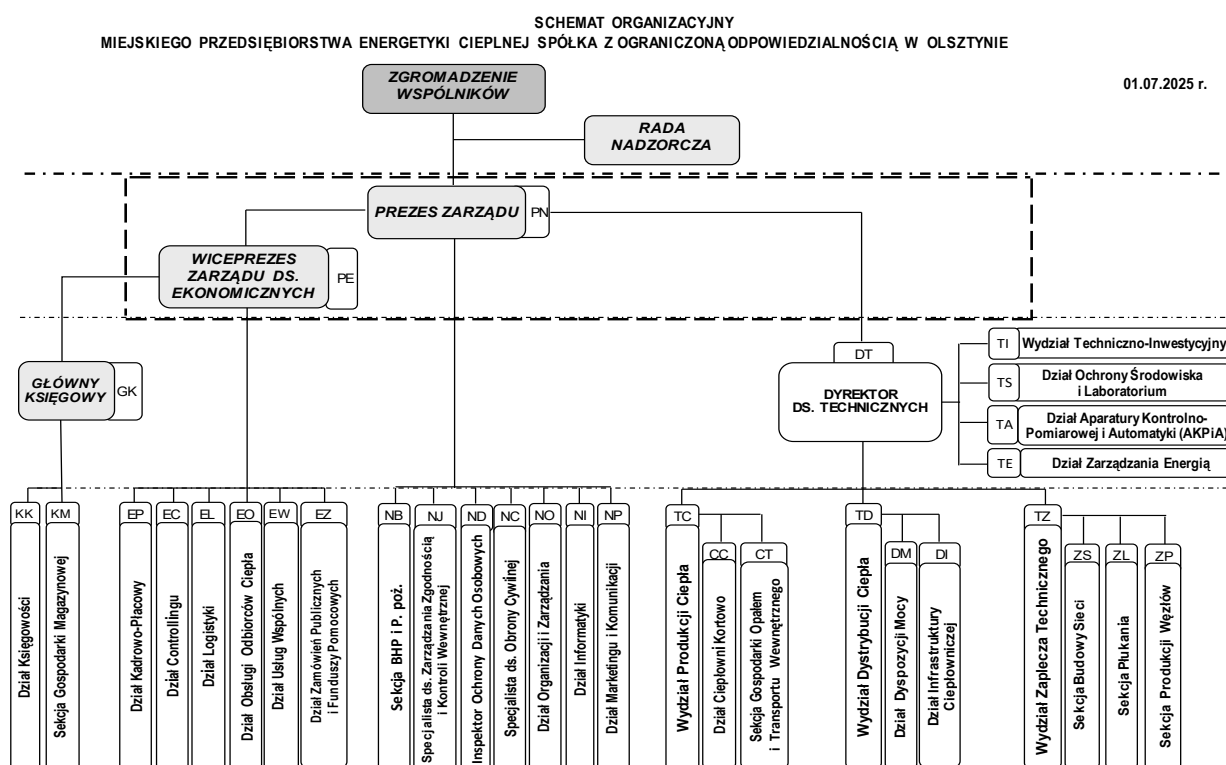 SCHEMAT ORGANIZACYJNY
MIEJSKIEGO PRZEDSIĘBIORSTWA ENERGETYKI CIEPLNEJ SPÓŁKA Z OGRANICZONĄ ODPOWIEDZIALNOŚCIĄ W OLSZTYNIE
01.07.2025 r.
ZGROMADZENIE
WSPÓLNIKÓW
RADA
NADZORCZA
PREZES ZARZĄDU
PN
WICEPREZES
ZARZĄDU DS.
EKONOMICZNYCH
PE
GŁÓWNY
KSIĘGOWY
GK
DT
DYREKTOR
DS. TECHNICZNYCH
TI
Wydział Techniczno-Inwestycyjny
TS
Dział Ochrony Środowiska
i Laboratorium
TA
Dział Aparatury Kontrolno-
Pomiarowej i Automatyki (AKPiA)
TE
Dział Zarządzania Energią
KK
Dział Księgowości
KM
Sekcja Gospodarki Magazynowej
EP
Dział Kadrowo-Płacowy
EC
Dział Controllingu
EL
Dział Logistyki
EO
Dział Obsługi Odbiorców Ciepła
EW
Dział Usług Wspólnych
EZ
Dział Zamówień Publicznych
i Funduszy Pomocowych
NB
Sekcja BHP i P. poż.
NJ
Specjalista ds. Zarządzania Zgodnością
i Kontroli Wewnętrznej
ND
Inspektor Ochrony Danych Osobowych
NC
Specjalista ds. Obrony Cywilnej
NO
Dział Organizacji i Zarządzania
NI
Dział Informatyki
NP
Dział Marketingu i Komunikacji
TC
Wydział Produkcji Ciepła
CC
Dział Ciepłowni Kortowo
CT
Sekcja Gospodarki Opałem
i Transportu Wewnętrznego
TD
Wydział Dystrybucji Ciepła
DM
Dział Dyspozycji Mocy
DI
Dział Infrastruktury
Ciepłowniczej
TZ
Wydział Zaplecza Technicznego
ZS
Sekcja Budowy Sieci
ZL
Sekcja Płukania
ZP
Sekcja Produkcji Węzłów